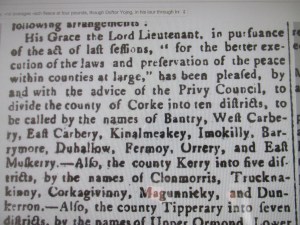 following arrangements:
His Grace the Lord Lieutenant, in pursuance
of the act of last sessions, "for the better exe-
cution of the laws and preservation of the peace
within counties at large," has been pleased, by
and with the advice of the Privy Council, to
divide the county of Corke into ten districts, to
be called by the names of Bantry, West Carbe-
ry, East Carbery, Kinalmeaky, Imokilly, Bar-
rymore, Duhallow, Fermoy, Orrery, and East
Muskerry.—Also, the county Kerry into five dis-
tricts, by the names of Clonmorris, Truckna-
kinny, Corkagivinny, Magunnicky, and Dun-
kerron.—Also, the county Tipperary into seven
districts, by the names of Upper Ormond, Lower